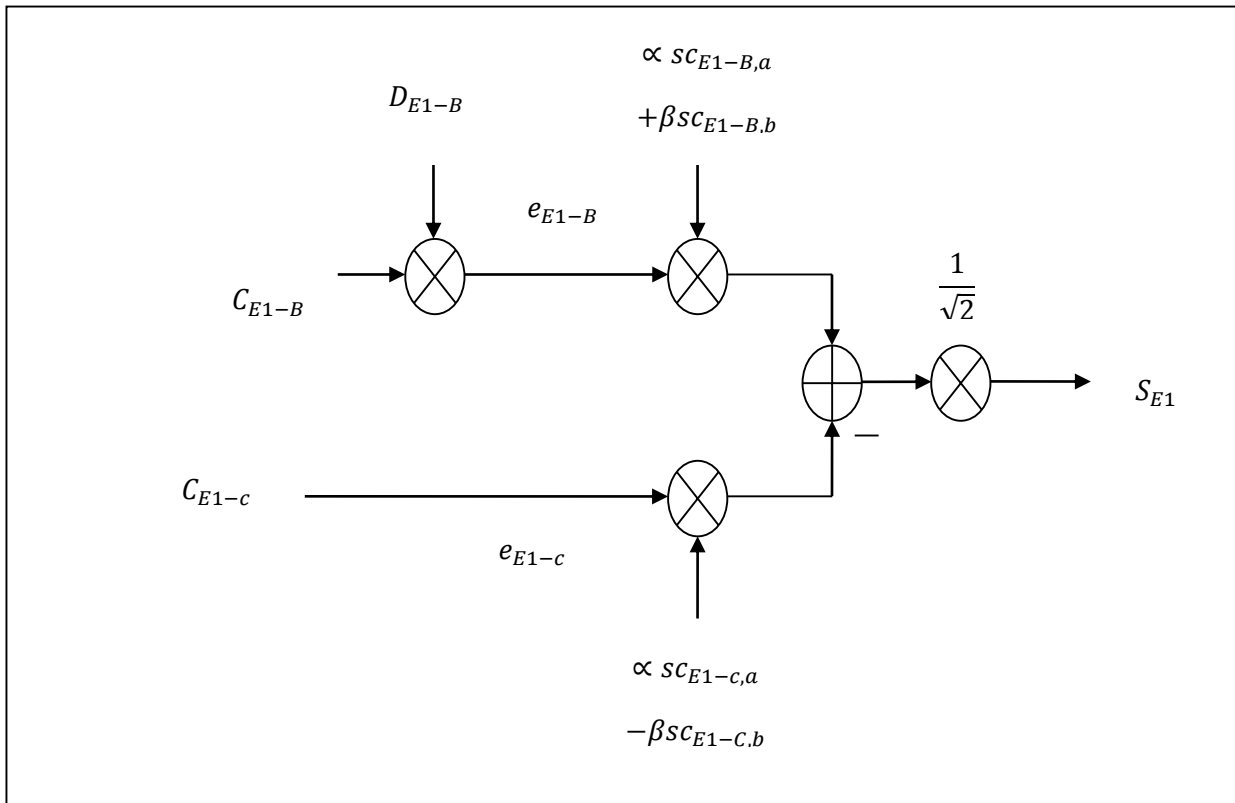 ∝ sc_{E1−B,a}
+βsc_{E1−B.b}
D_{E1−B}
e_{E1−B}
C_{E1−B}
1
√2
S_{E1}
−
C_{E1−c}
e_{E1−c}
∝ sc_{E1−c,a}
−βsc_{E1−C.b}